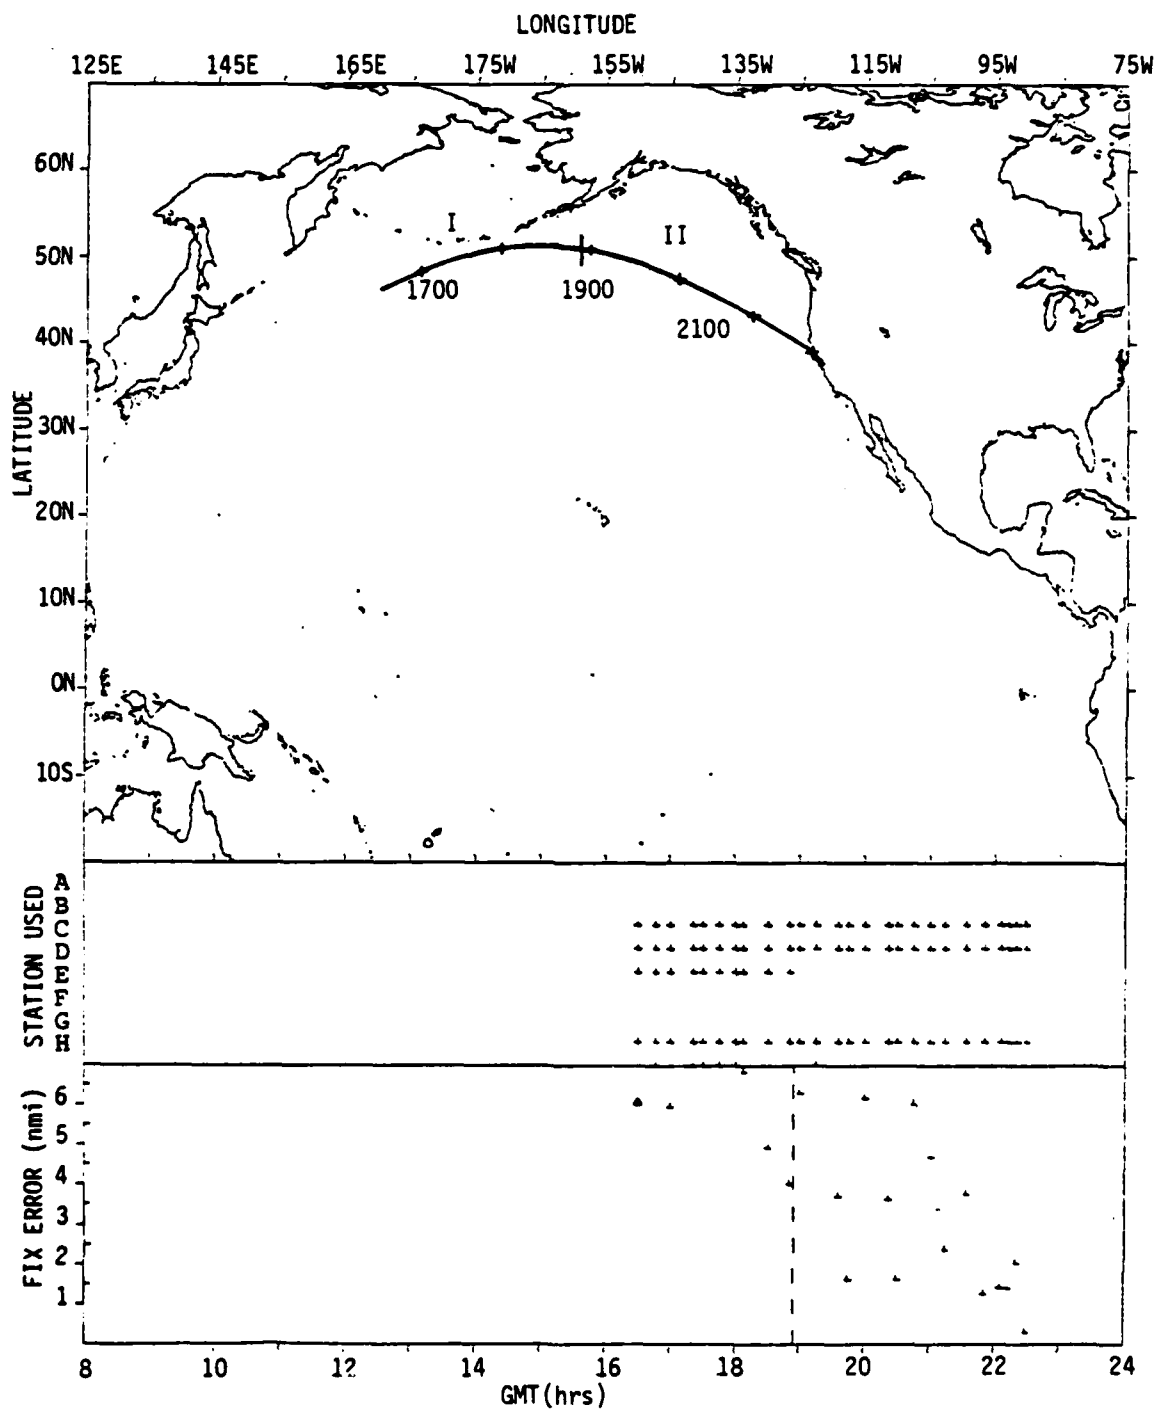 LONGITUDE
125E 145E 165E 175W 155W 135W 115W 95W 75W
60N
50N
40N
30N
20N
10N
0N
10S
LATITUDE
I
II
1700
1900
2100
STATION USED
A
B
C
D
E
F
G
H
FIX ERROR (nmi)
6
5
4
3
2
1
8 10 12 14 16 18 20 22 24
GMT(hrs)